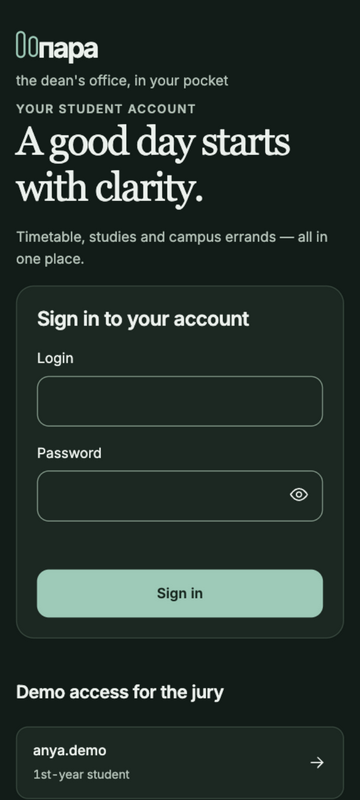 пара
the dean's office, in your pocket
YOUR STUDENT ACCOUNT
A good day starts
with clarity.
Timetable, studies and campus errands — all in
one place.
Sign in to your account
Login
Password
Sign in
Demo access for the jury
anya.demo
1st-year student